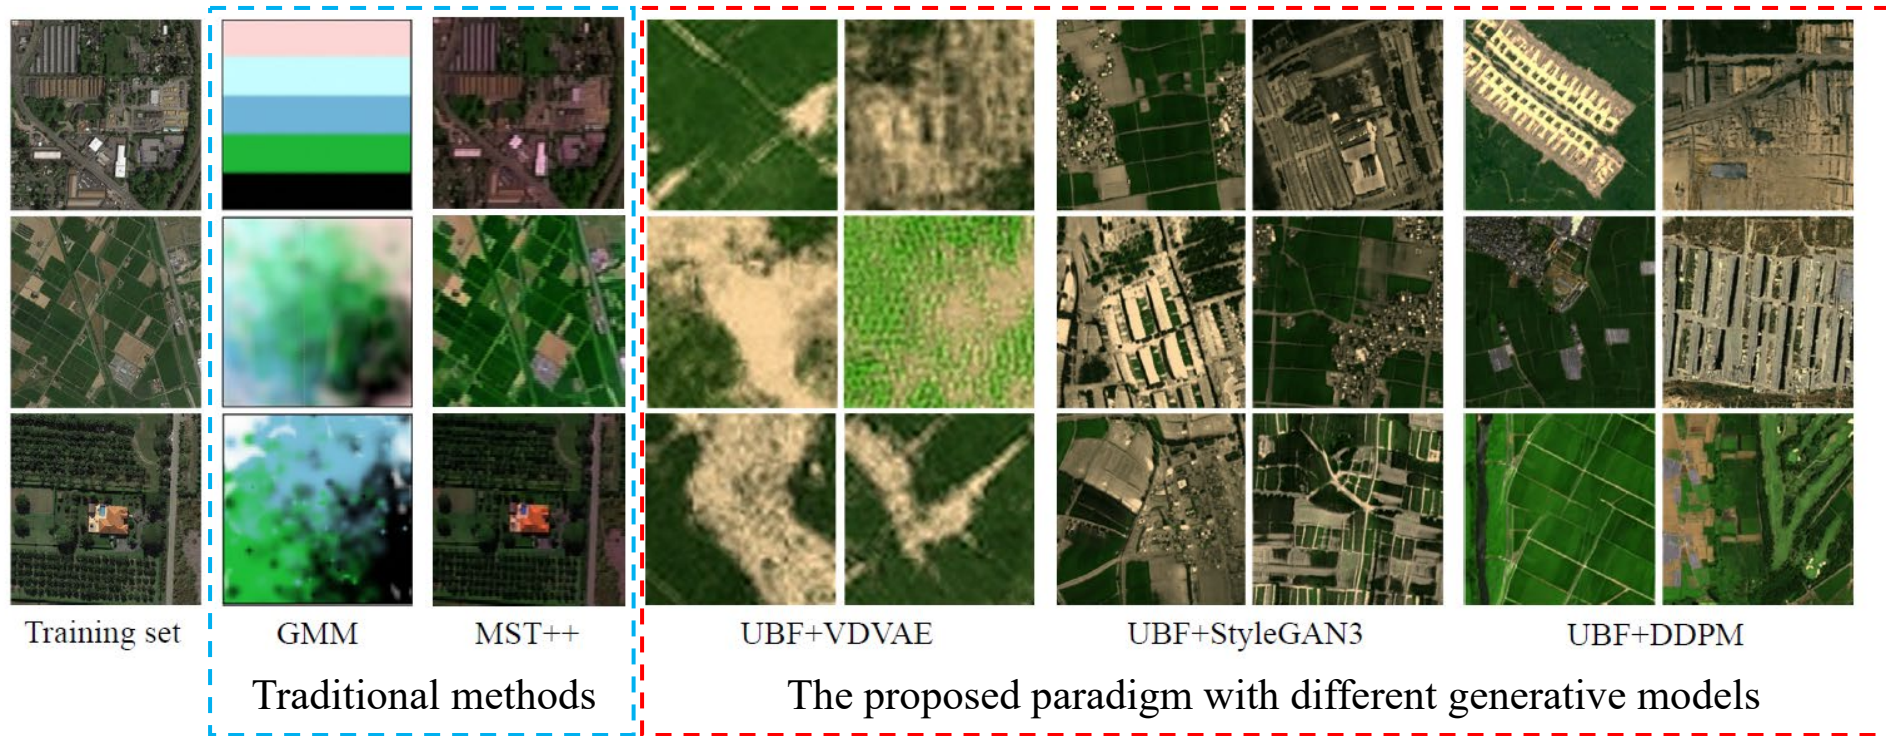 Training set GMM MST++ UBF+VDVAE UBF+StyleGAN3 UBF+DDPM
Traditional methods The proposed paradigm with different generative models